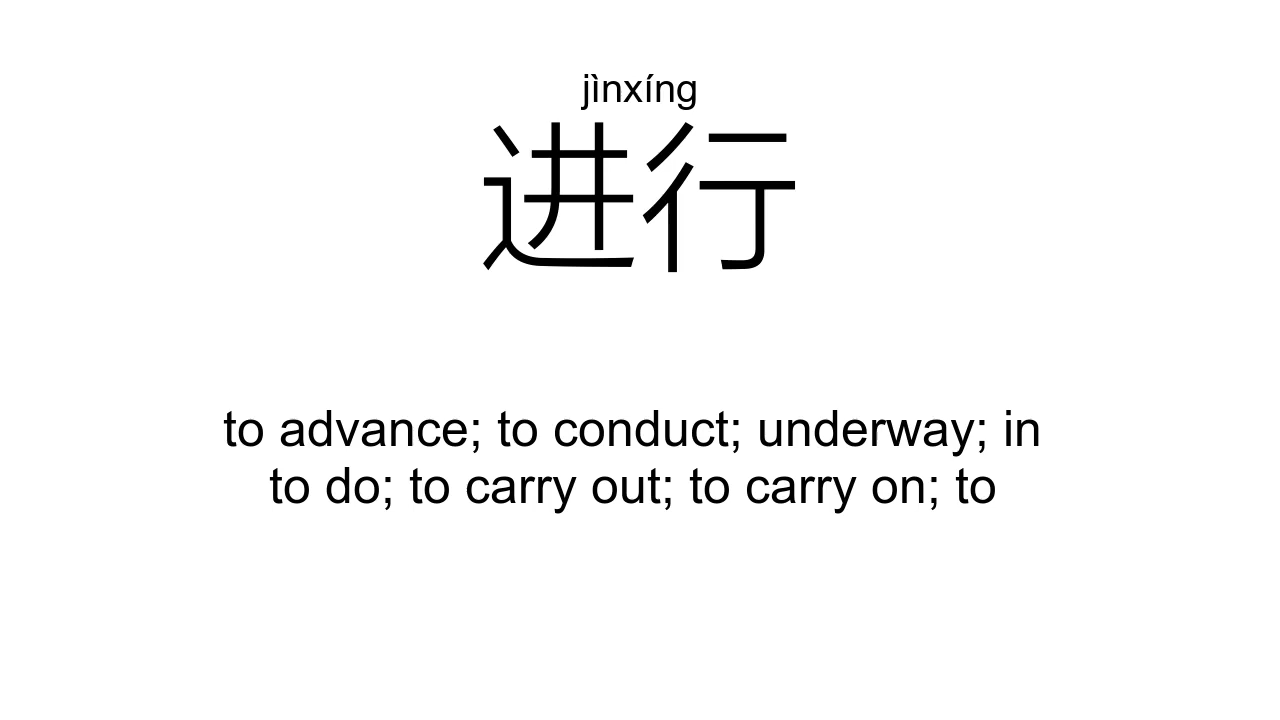 jìnxíng
进行
to advance; to conduct; underway; in
to do; to carry out; to carry on; to